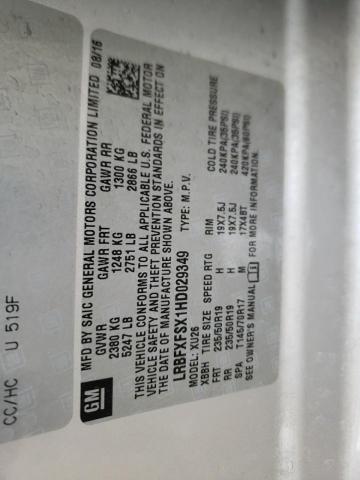 MFD BY SAIC GENERAL MOTORS CORPORATION LIMITED 08/16
GVWR GAWR FRT GAWR RR
2380 KG 1248 KG 1300 KG
5247 LB 2751 LB 2866 LB
THIS VEHICLE CONFORMS TO ALL APPLICABLE U.S. FEDERAL MOTOR
VEHICLE SAFETY AND THEFT PREVENTION STANDARDS IN EFFECT ON
THE DATE OF MANUFACTURE SHOWN ABOVE.
LRBFXFSX1HD029349 TYPE: M.P.V.
MODEL: XU26
XBBH TIRE SIZE SPEED RTG RIM COLD TIRE PRESSURE
FRT 235/50R19 H 19X7.5J 240KPA(35PSI)
RR 235/50R19 H 19X7.5J 240KPA(35PSI)
SPA T145/70R17 M 17X4BT 420KPA(60PSI)
SEE OWNER'S MANUAL FOR MORE INFORMATION.
GM
CC/HC U 519F